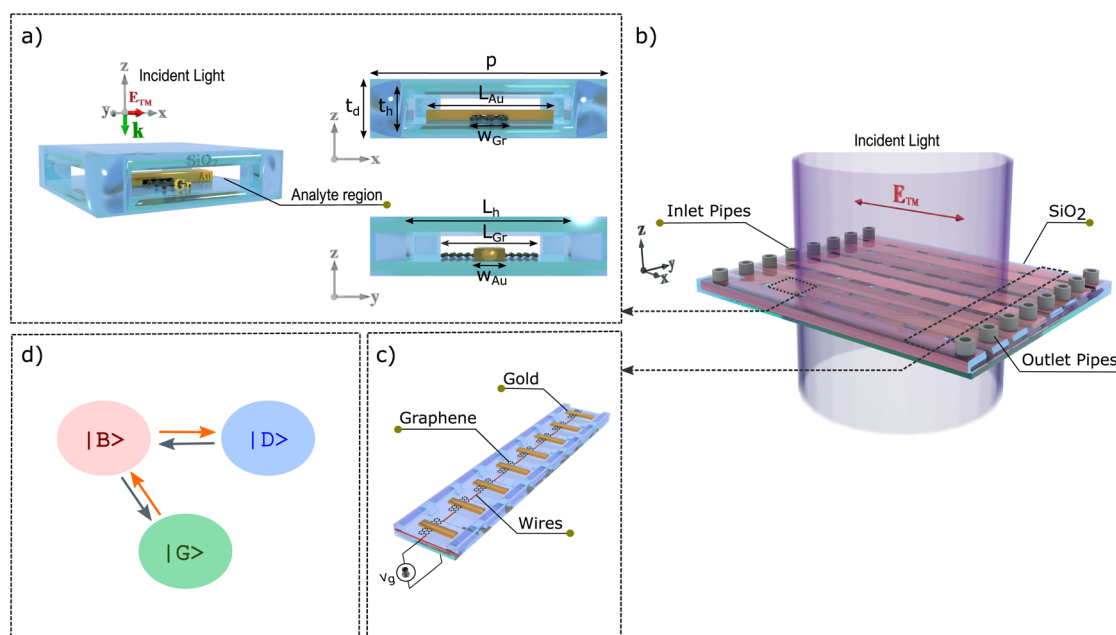 a)
Incident Light
z
E_TM
y
x
k
SiO₂
Au
Gr
Analyte region
p
L_Au
t_d
t_h
w_Gr
z
x
L_h
L_Gr
w_Au
z
y
b)
Incident Light
E_TM
Inlet Pipes
SiO₂
z
y
x
Outlet Pipes
d)
|B>
|D>
|G>
c)
Gold
Graphene
Wires
v_g